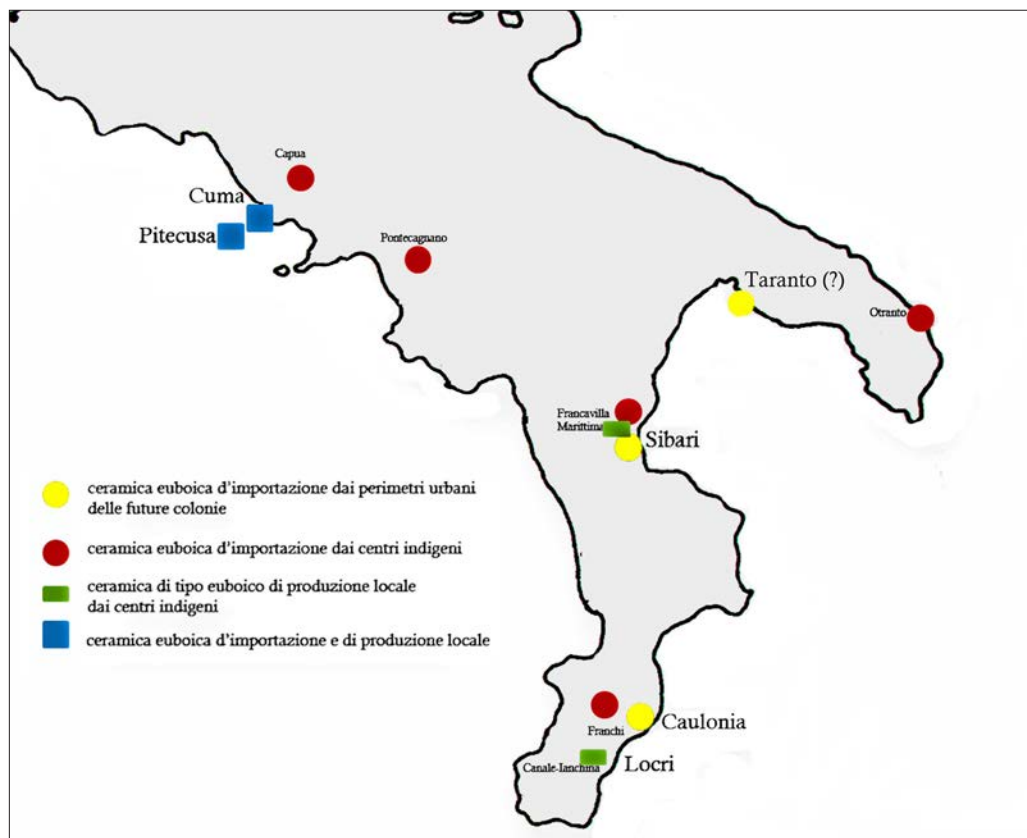 Capua
Cuma
Pitecusa
Pontecagnano
Taranto (?)
Otranto
Francavilla
Marittima
Sibari
ceramica euboica d'importazione dai perimetri urbani
delle future colonie
ceramica euboica d'importazione dai centri indigeni
ceramica di tipo euboico di produzione locale
dai centri indigeni
ceramica euboica d'importazione e di produzione locale
Franchi
Caulonia
Canale-Ianchina
Locri